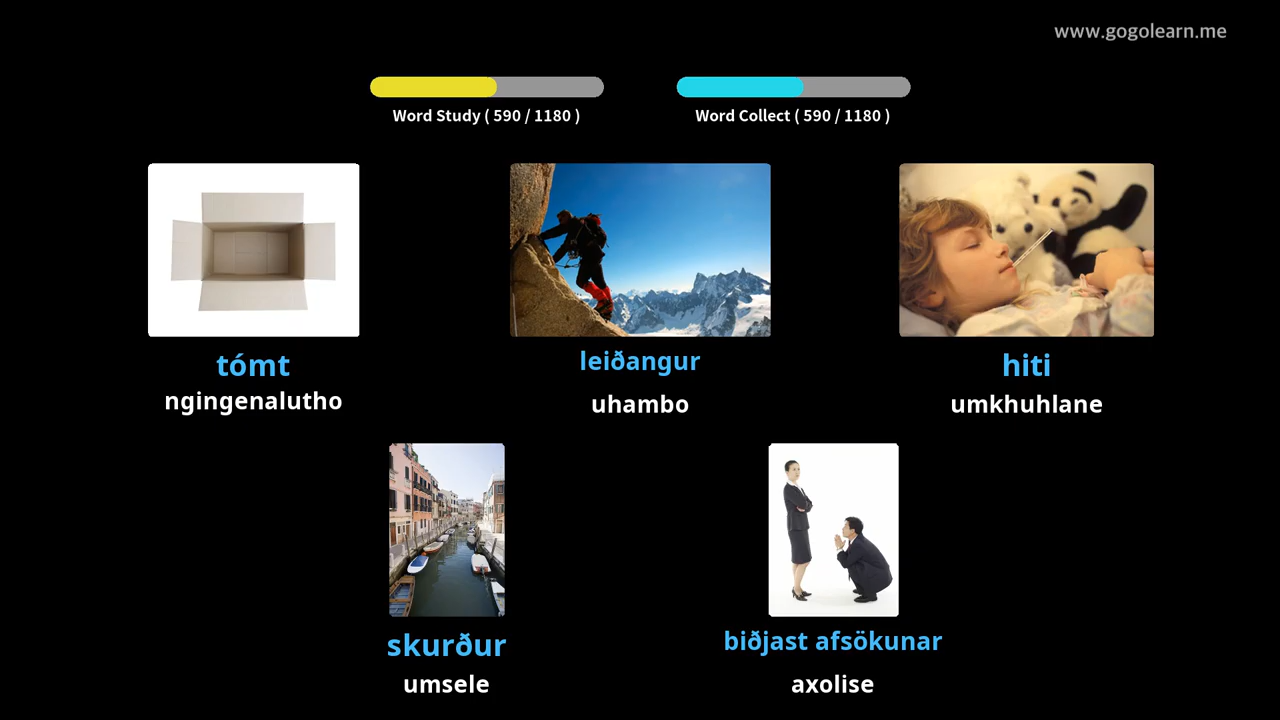 www.gogolearn.me
Word Study ( 590 / 1180 )
Word Collect ( 590 / 1180 )
tómt
ngingenalutho
leiðangur
uhambo
hiti
umkhuhlane
skurður
umsele
biðjast afsökunar
axolise